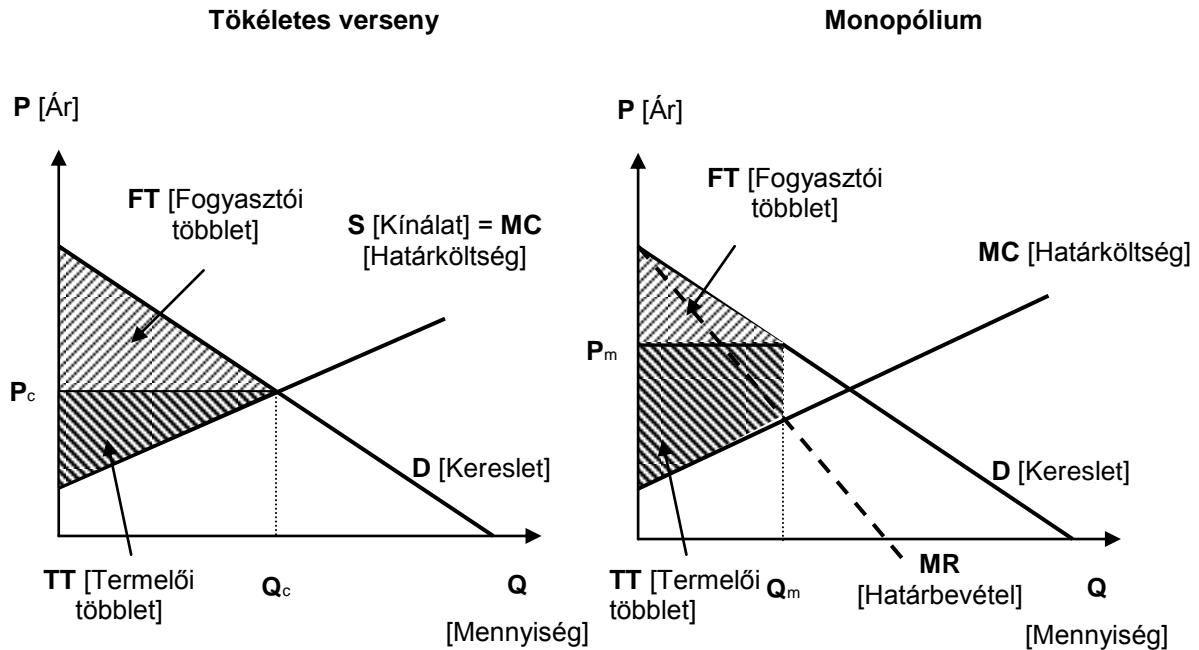 Tökéletes verseny
P [Ár]
FT [Fogyasztói
többlet]
S [Kínálat] = MC
[Határköltség]
Pc
D [Kereslet]
TT [Termelői
többlet]
Qc
Q
[Mennyiség]
Monopólium
P [Ár]
FT [Fogyasztói
többlet]
MC [Határköltség]
Pm
D [Kereslet]
TT [Termelői
többlet]
Qm
MR
[Határbevétel]
Q
[Mennyiség]